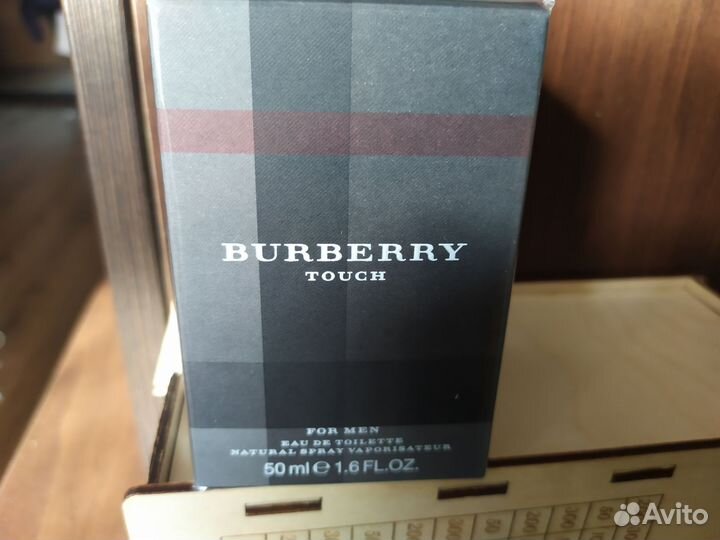 BURBERRY
TOUCH
FOR MEN
EAU DE TOILETTE
NATURAL SPRAY VAPORISATEUR
50 ml e 1.6 FL.OZ.
Avito